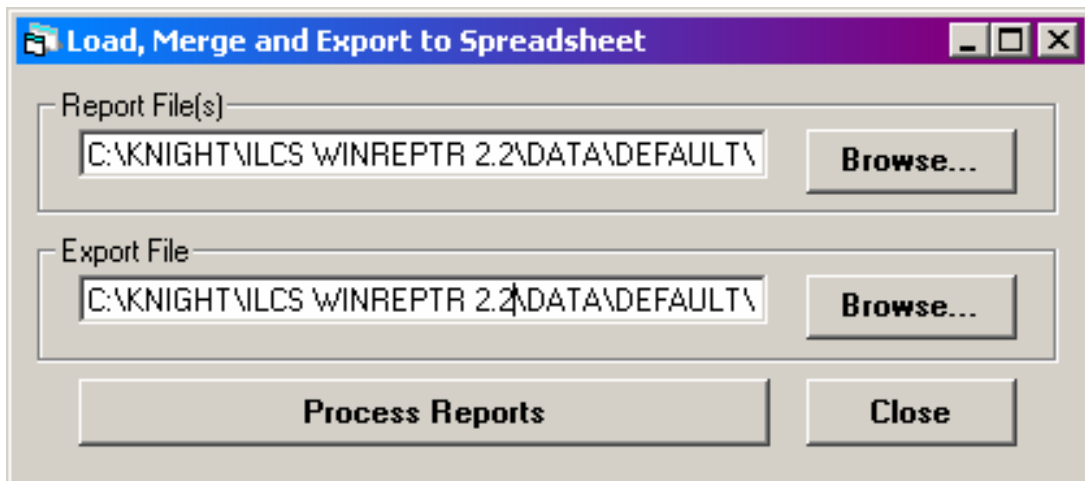 Load, Merge and Export to Spreadsheet
Report File(s)
C:\KNIGHT\ILCS WINREPTR 2.2\DATA\DEFAULT\
Browse...
Export File
C:\KNIGHT\ILCS WINREPTR 2.2\DATA\DEFAULT\
Browse...
Process Reports
Close